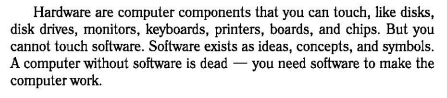 Hardware are computer components that you can touch, like disks,
disk drives, monitors, keyboards, printers, boards, and chips. But you
cannot touch software. Software exists as ideas, concepts, and symbols.
A computer without software is dead — you need software to make the
computer work.